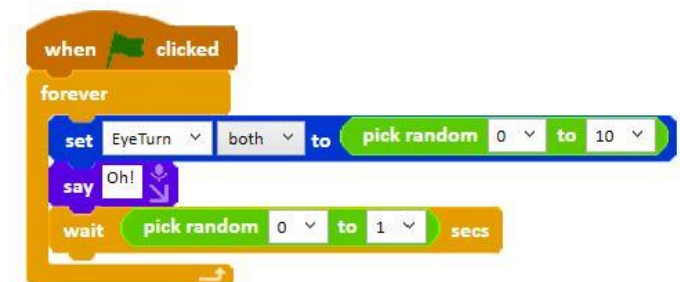 when clicked
forever
set EyeTurn both to pick random 0 to 10
say Oh!
wait pick random 0 to 1 secs